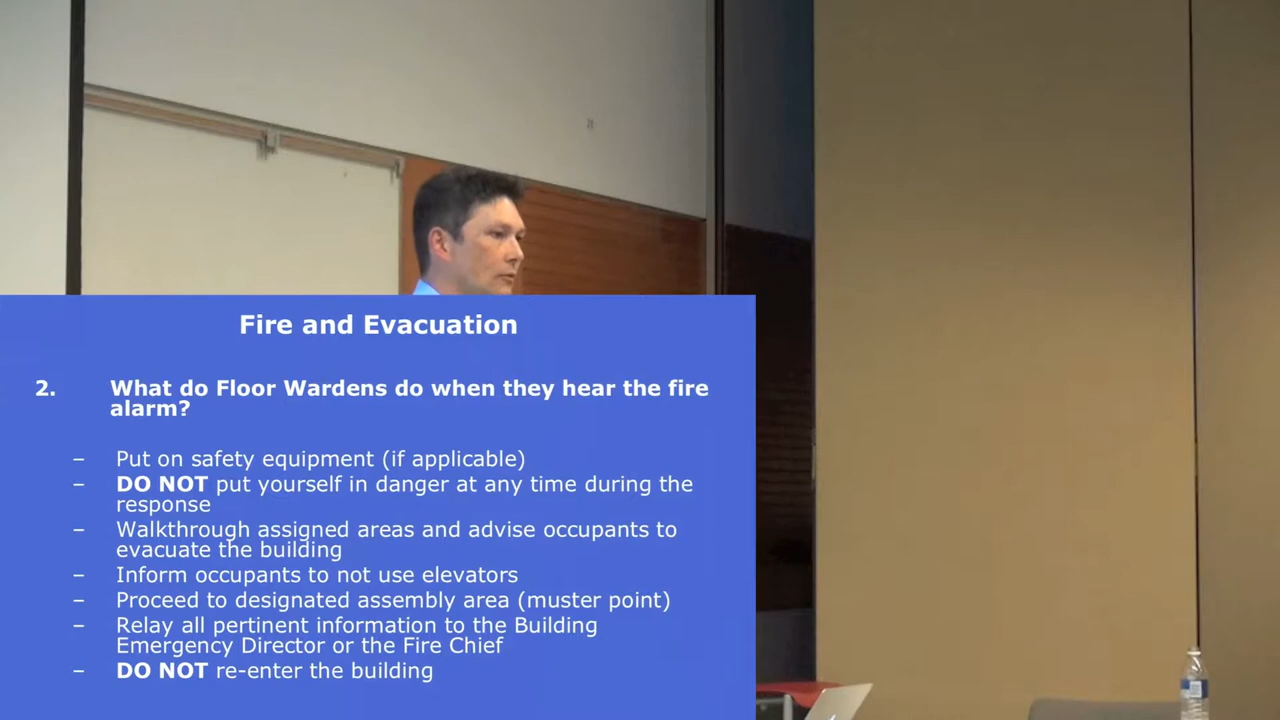 Fire and Evacuation
2. What do Floor Wardens do when they hear the fire
alarm?
– Put on safety equipment (if applicable)
– DO NOT put yourself in danger at any time during the
response
– Walkthrough assigned areas and advise occupants to
evacuate the building
– Inform occupants to not use elevators
– Proceed to designated assembly area (muster point)
– Relay all pertinent information to the Building
Emergency Director or the Fire Chief
– DO NOT re-enter the building